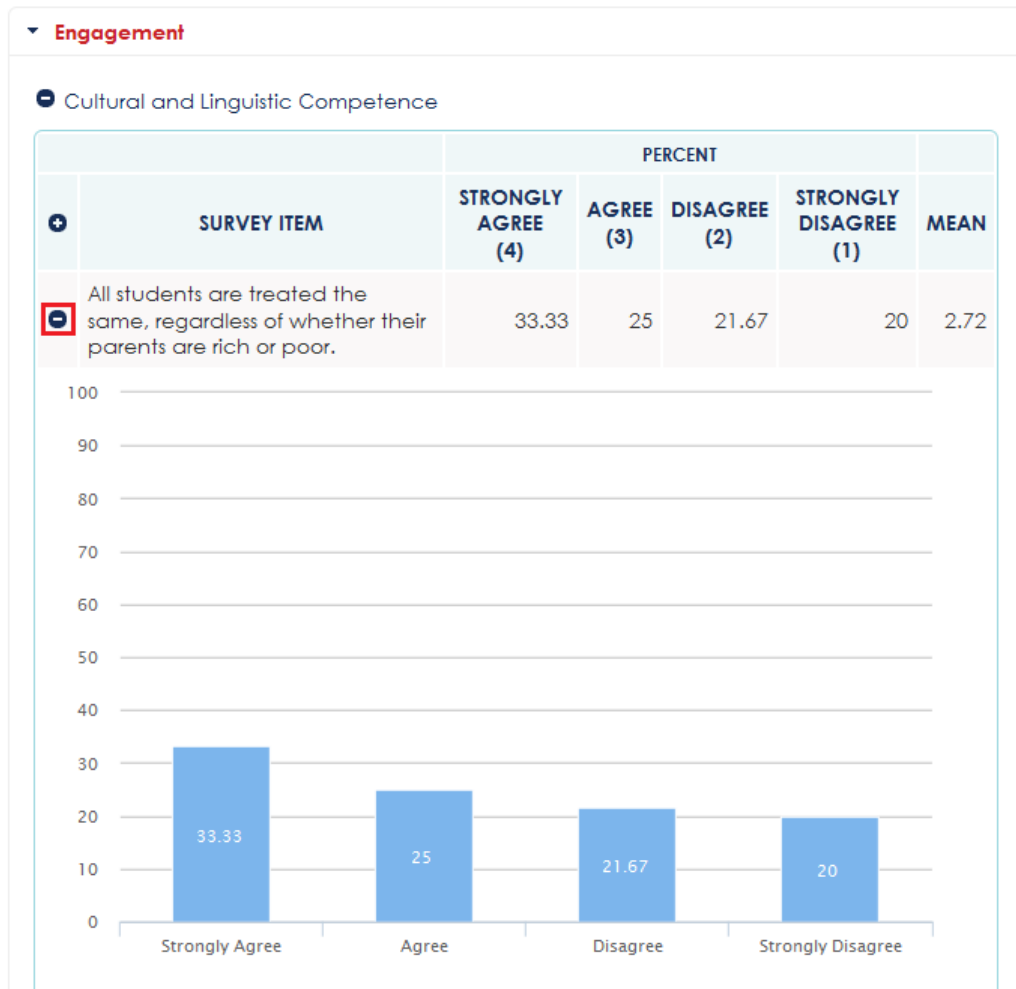 Engagement
Cultural and Linguistic Competence
PERCENT
SURVEY ITEM
STRONGLY
AGREE
(4)
AGREE
(3)
DISAGREE
(2)
STRONGLY
DISAGREE
(1)
MEAN
All students are treated the
same, regardless of whether their
parents are rich or poor.
33.33 25 21.67 20 2.72
100
90
80
70
60
50
40
30
20
10
0
33.33
25
21.67
20
Strongly Agree Agree Disagree Strongly Disagree